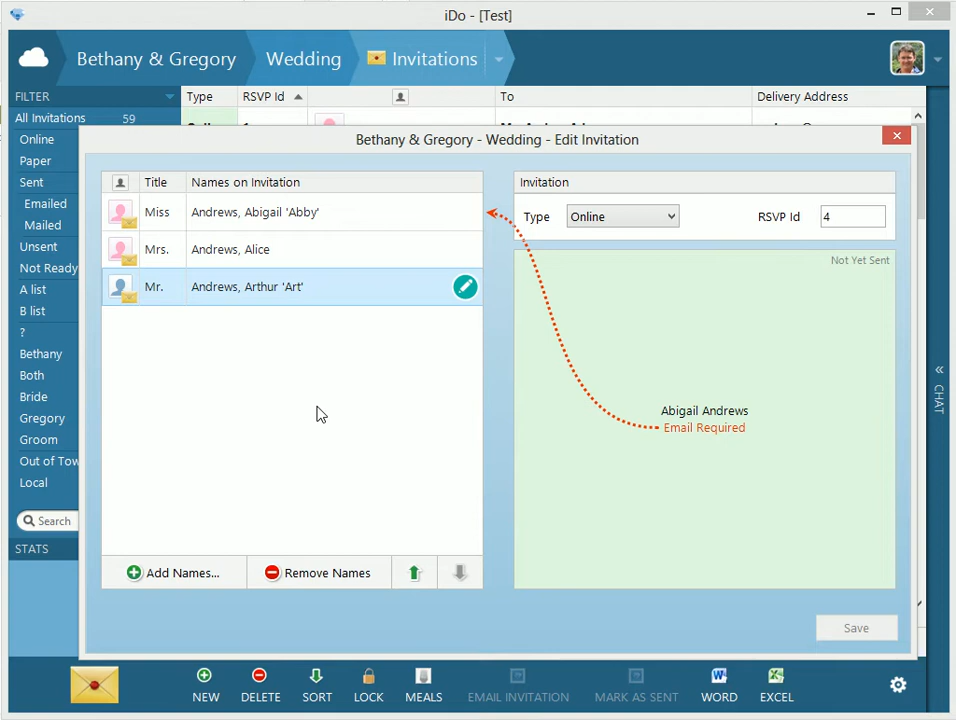 iDo - [Test]
Bethany & Gregory
Wedding
Invitations
FILTER
Type
RSVP Id
To
Delivery Address
All Invitations 59
Online
Paper
Sent
Emailed
Mailed
Unsent
Not Ready
A list
B list
?
Bethany
Both
Bride
Gregory
Groom
Out of Tow
Local
Search
STATS
Bethany & Gregory - Wedding - Edit Invitation
Title
Names on Invitation
Miss
Andrews, Abigail 'Abby'
Mrs.
Andrews, Alice
Mr.
Andrews, Arthur 'Art'
Add Names...
Remove Names
Invitation
Type
Online
RSVP Id
4
Not Yet Sent
Abigail Andrews
Email Required
Save
« CHAT
NEW
DELETE
SORT
LOCK
MEALS
EMAIL INVITATION
MARK AS SENT
WORD
EXCEL